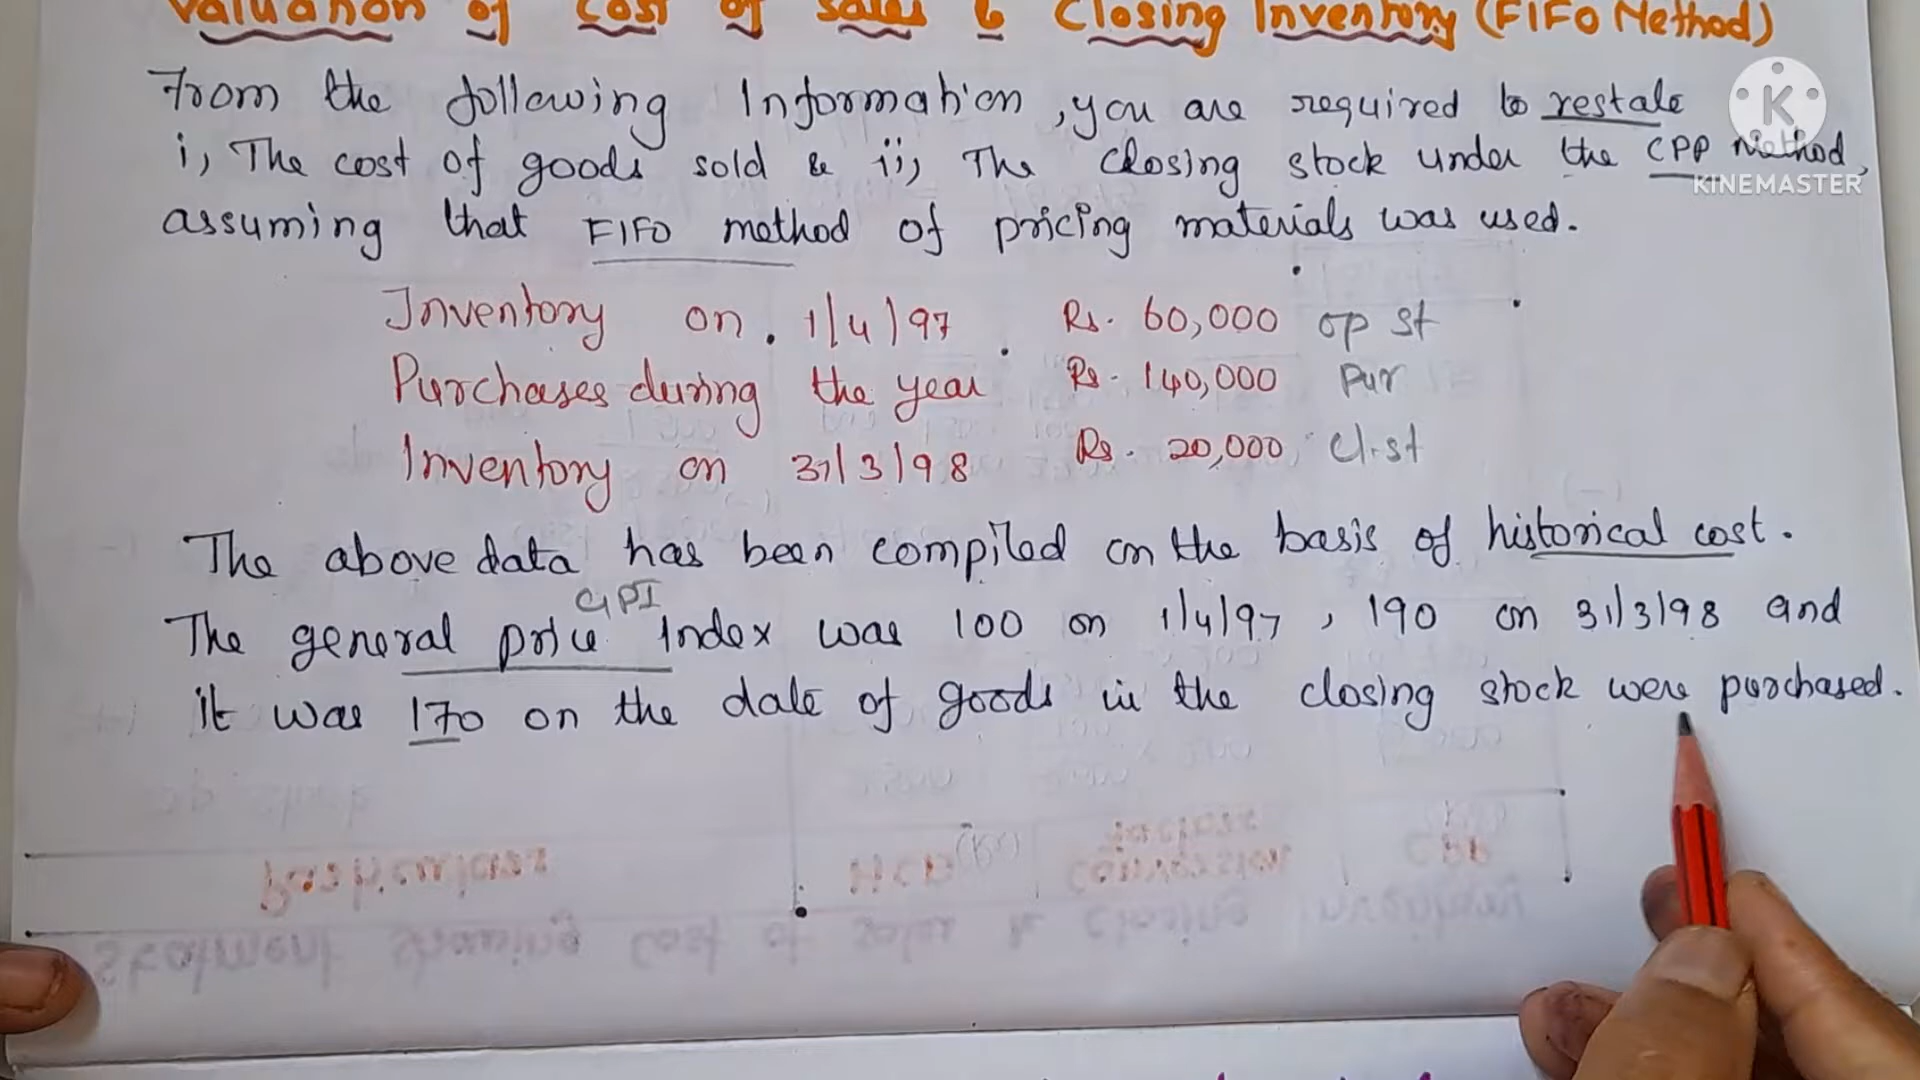 Valuation of Cost of Sales & Closing Inventory (FIFO Method)
From the following Information, you are required to restate
i, The cost of goods sold & ii, The closing stock under the CPP Method,
KINEMASTER
assuming that FIFO method of pricing materials was used.
Inventory on 1/4/97 Rs. 60,000 op st
Purchases during the year Rs. 140,000 Pur
Inventory on 31/3/98 Rs. 20,000 cl.st
The above data has been compiled on the basis of historical cost.
GPI
The general price Index was 100 on 1/4/97, 190 on 31/3/98 and
it was 170 on the date of goods in the closing stock were purchased.